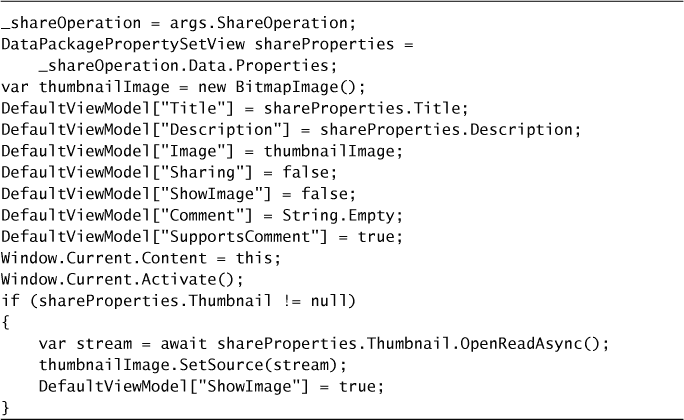 _shareOperation = args.ShareOperation;
DataPackagePropertySetView shareProperties =
    _shareOperation.Data.Properties;
var thumbnailImage = new BitmapImage();
DefaultViewModel["Title"] = shareProperties.Title;
DefaultViewModel["Description"] = shareProperties.Description;
DefaultViewModel["Image"] = thumbnailImage;
DefaultViewModel["Sharing"] = false;
DefaultViewModel["ShowImage"] = false;
DefaultViewModel["Comment"] = String.Empty;
DefaultViewModel["SupportsComment"] = true;
Window.Current.Content = this;
Window.Current.Activate();
if (shareProperties.Thumbnail != null)
{
    var stream = await shareProperties.Thumbnail.OpenReadAsync();
    thumbnailImage.SetSource(stream);
    DefaultViewModel["ShowImage"] = true;
}